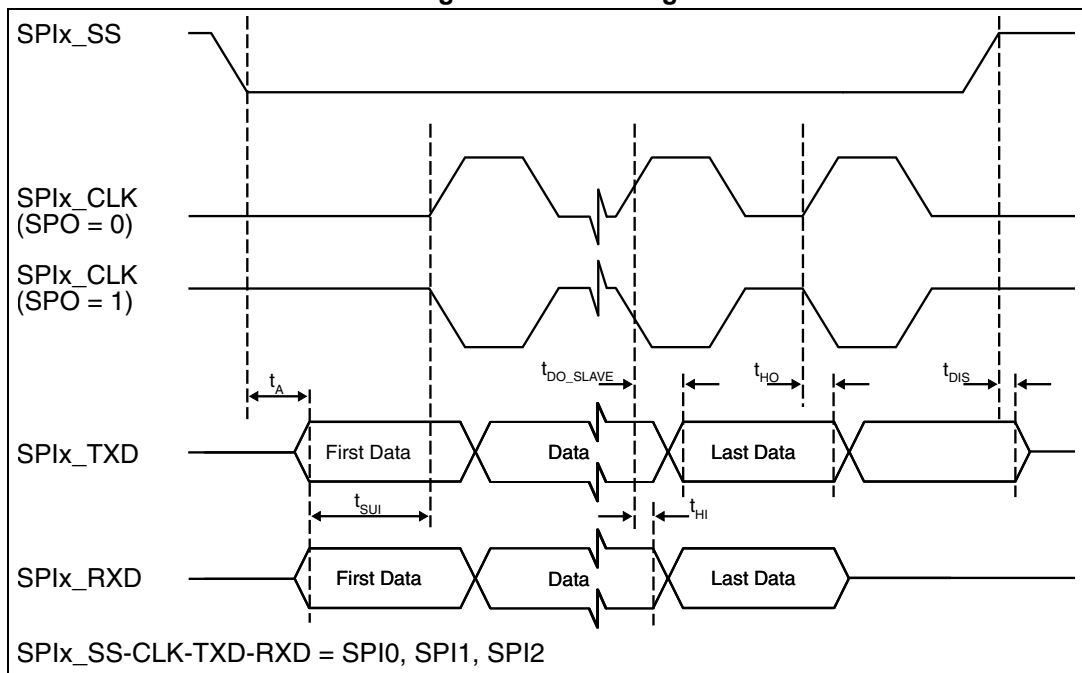 SPIx_SS
SPIx_CLK
(SPO = 0)
SPIx_CLK
(SPO = 1)
tA
tDO_SLAVE
tHO
tDIS
SPIx_TXD
First Data
Data
Last Data
tSUI
tHI
SPIx_RXD
First Data
Data
Last Data
SPIx_SS-CLK-TXD-RXD = SPI0, SPI1, SPI2